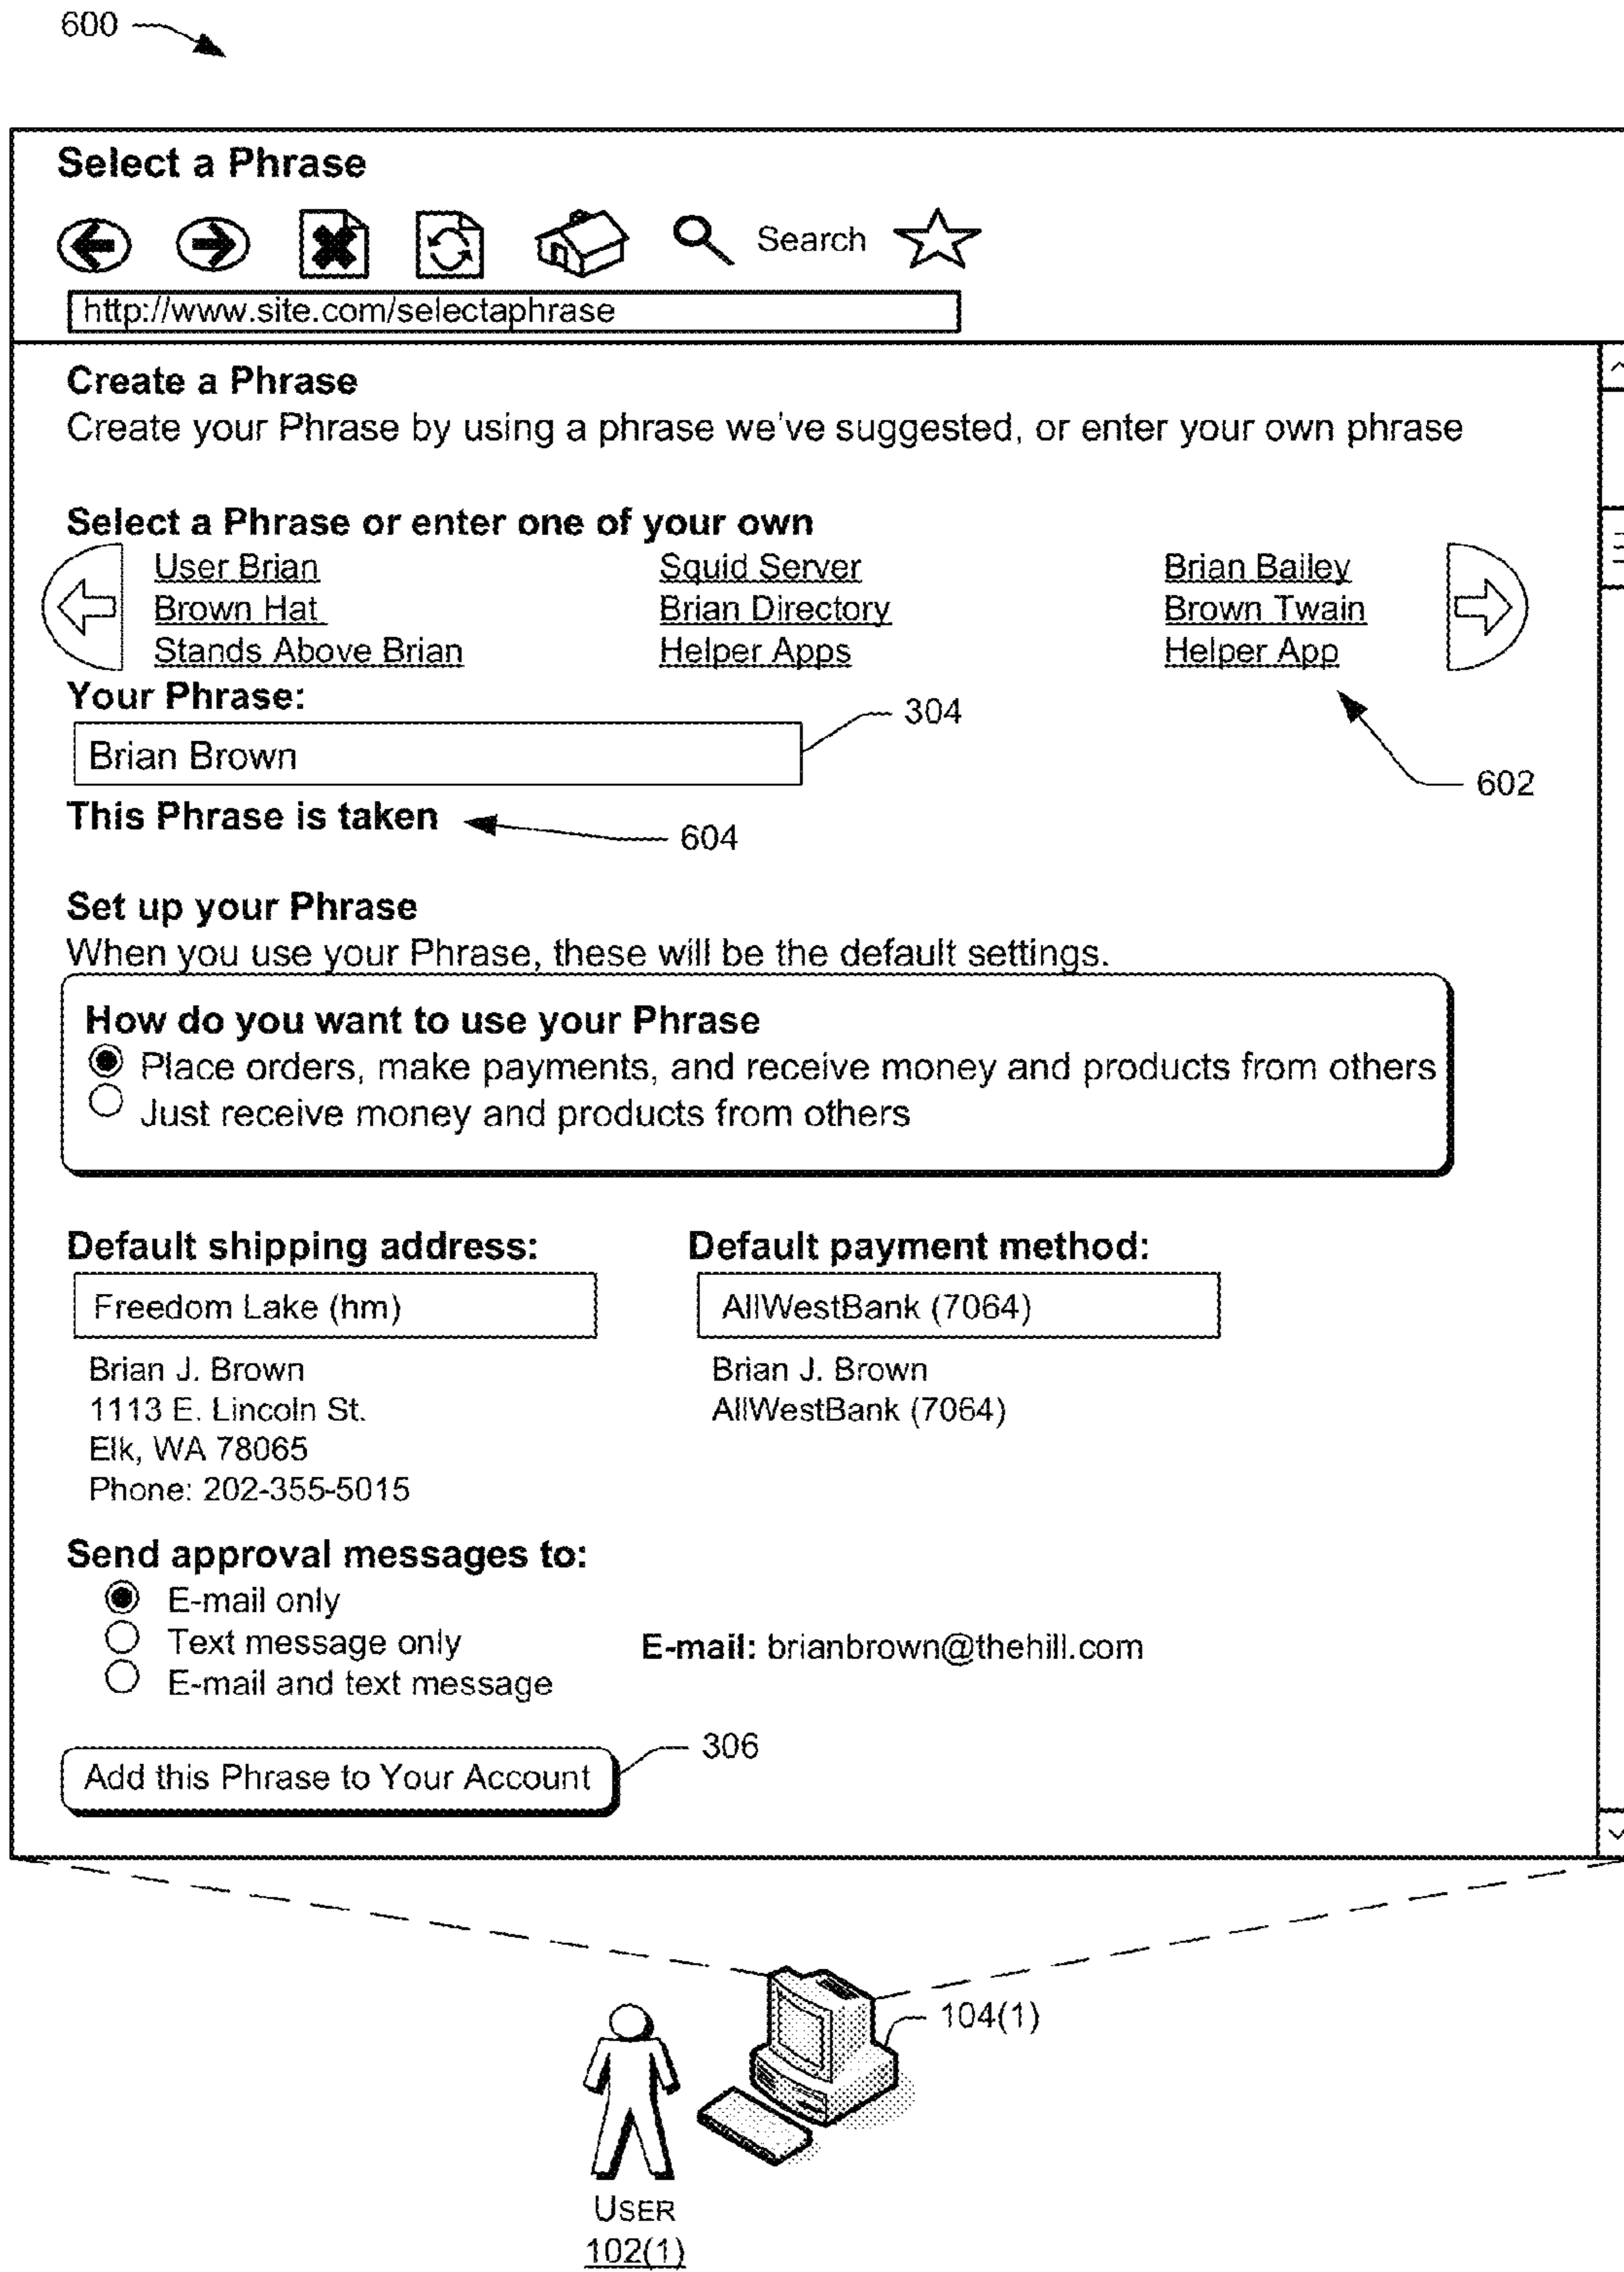 600
Select a Phrase
Search
http://www.site.com/selectaphrase
Create a Phrase
Create your Phrase by using a phrase we've suggested, or enter your own phrase
Select a Phrase or enter one of your own
User Brian Squid Server Brian Bailey
Brown Hat Brian Directory Brown Twain
Stands Above Brian Helper Apps Helper App
Your Phrase:
304
Brian Brown
602
This Phrase is taken
604
Set up your Phrase
When you use your Phrase, these will be the default settings.
How do you want to use your Phrase
Place orders, make payments, and receive money and products from others
Just receive money and products from others
Default shipping address: Default payment method:
Freedom Lake (hm) AllWestBank (7064)
Brian J. Brown Brian J. Brown
1113 E. Lincoln St. AllWestBank (7064)
Elk, WA 78065
Phone: 202-355-5015
Send approval messages to:
E-mail only
Text message only E-mail: brianbrown@thehill.com
E-mail and text message
306
Add this Phrase to Your Account
104(1)
USER
102(1)